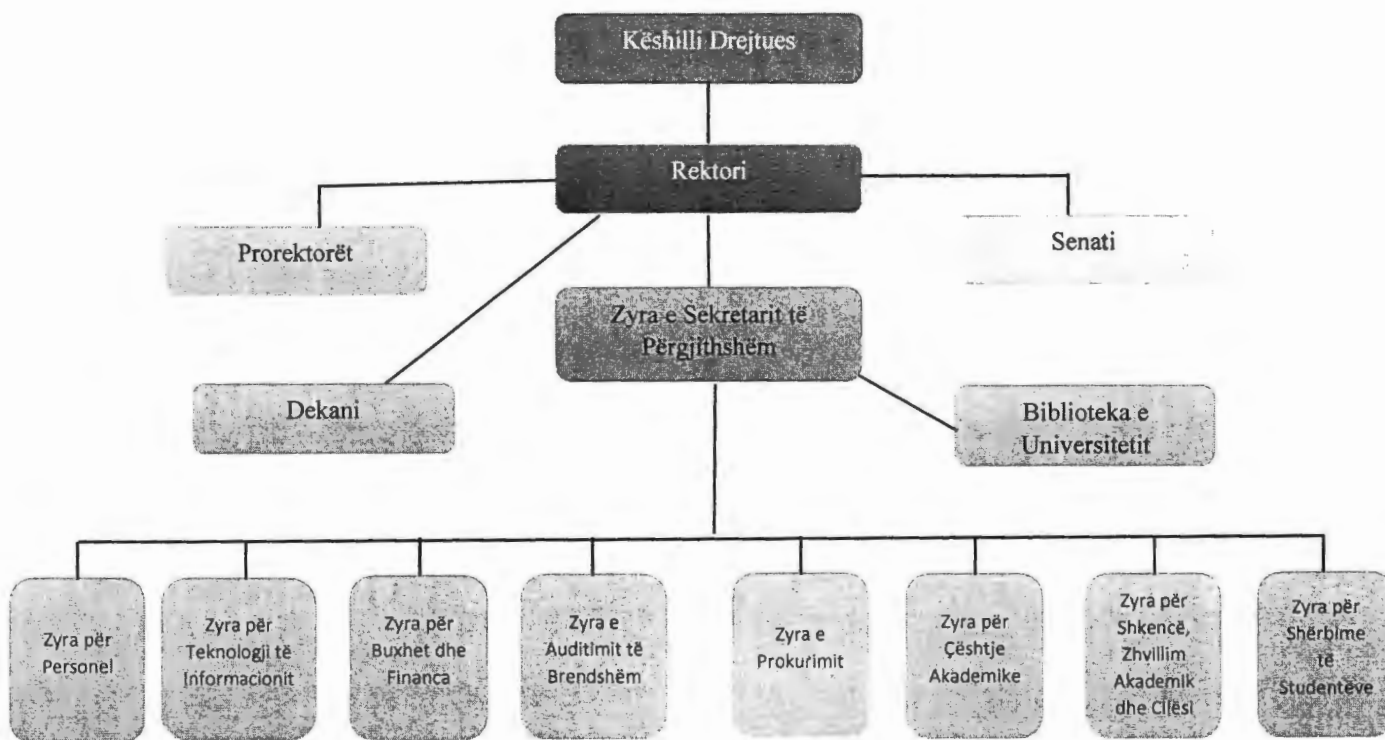 Këshilli Drejtues
Rektori
Prorektorët
Senati
Zyra e Sekretarit të
Përgjithshëm
Dekani
Biblioteka e
Universitetit
Zyra për
Personel
Zyra për
Teknologji të
Informacionit
Zyra për
Buxhet dhe
Financa
Zyra e
Auditimit të
Brendshëm
Zyra e
Prokurimit
Zyra për
Çështje
Akademike
Zyra për
Shkencë,
Zhvillim
Akademik
dhe Cilësi
Zyra për
Shërbime
të
Studentëve